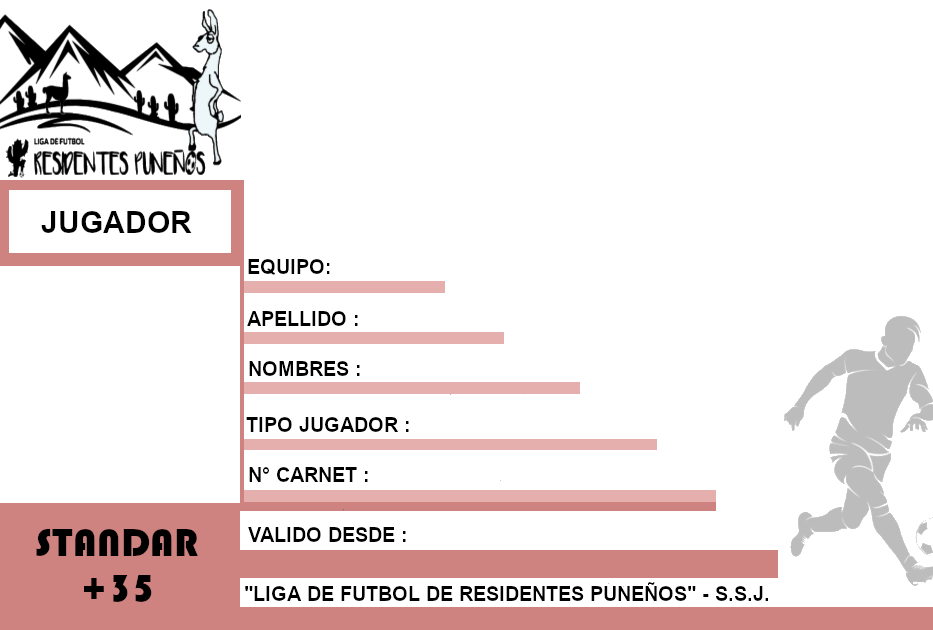 LIGA DE FUTBOL
RESIDENTES PUNEÑOS
JUGADOR
EQUIPO:
APELLIDO :
NOMBRES :
TIPO JUGADOR :
N° CARNET :
VALIDO DESDE :
STANDAR
+35
"LIGA DE FUTBOL DE RESIDENTES PUNEÑOS" - S.S.J.